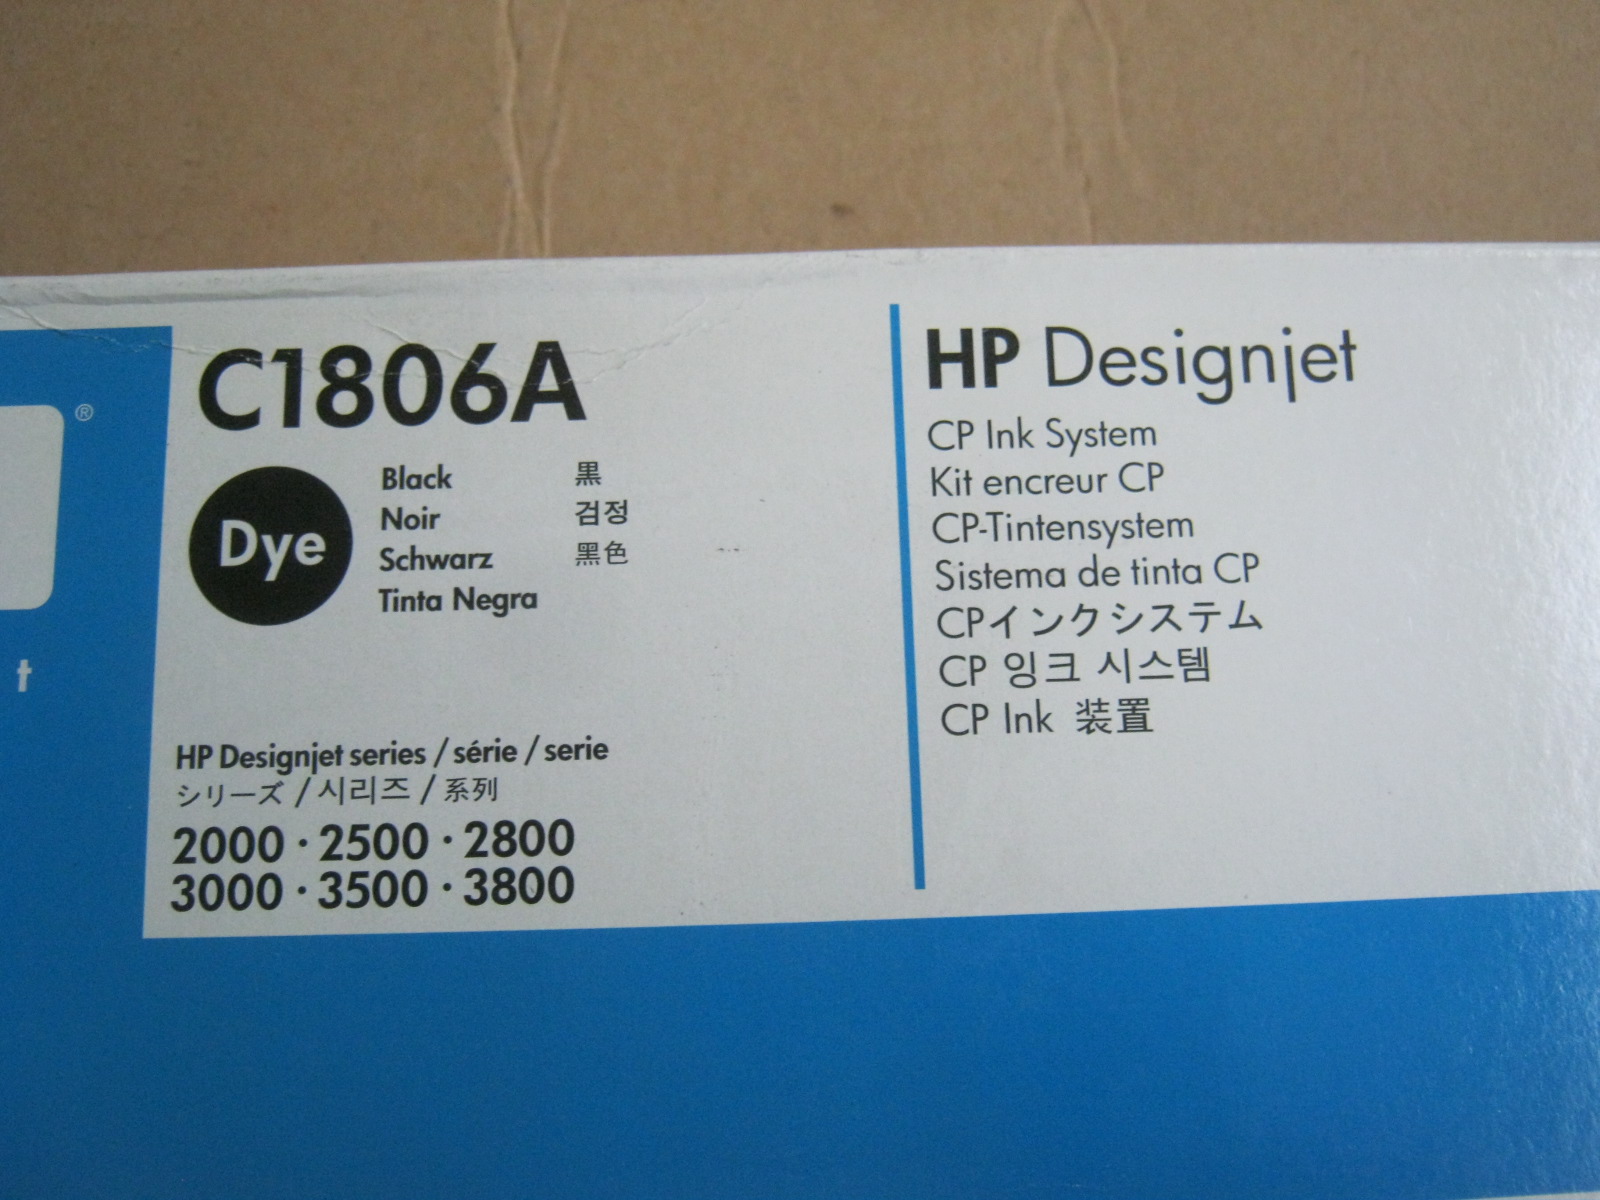 ®
t
C1806A
Dye
Black 黒
Noir 검정
Schwarz 黑色
Tinta Negra
HP Designjet series / série / serie
シリーズ / 시리즈 / 系列
2000 · 2500 · 2800
3000 · 3500 · 3800
HP Designjet
CP Ink System
Kit encreur CP
CP-Tintensystem
Sistema de tinta CP
CPインクシステム
CP 잉크 시스템
CP Ink 装置